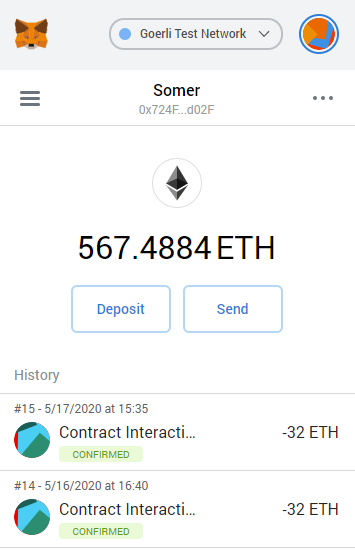 Goerli Test Network
Somer
0x724F...d02F
567.4884 ETH
Deposit
Send
History
#15 - 5/17/2020 at 15:35
Contract Interacti... -32 ETH
CONFIRMED
#14 - 5/16/2020 at 16:40
Contract Interacti... -32 ETH
CONFIRMED